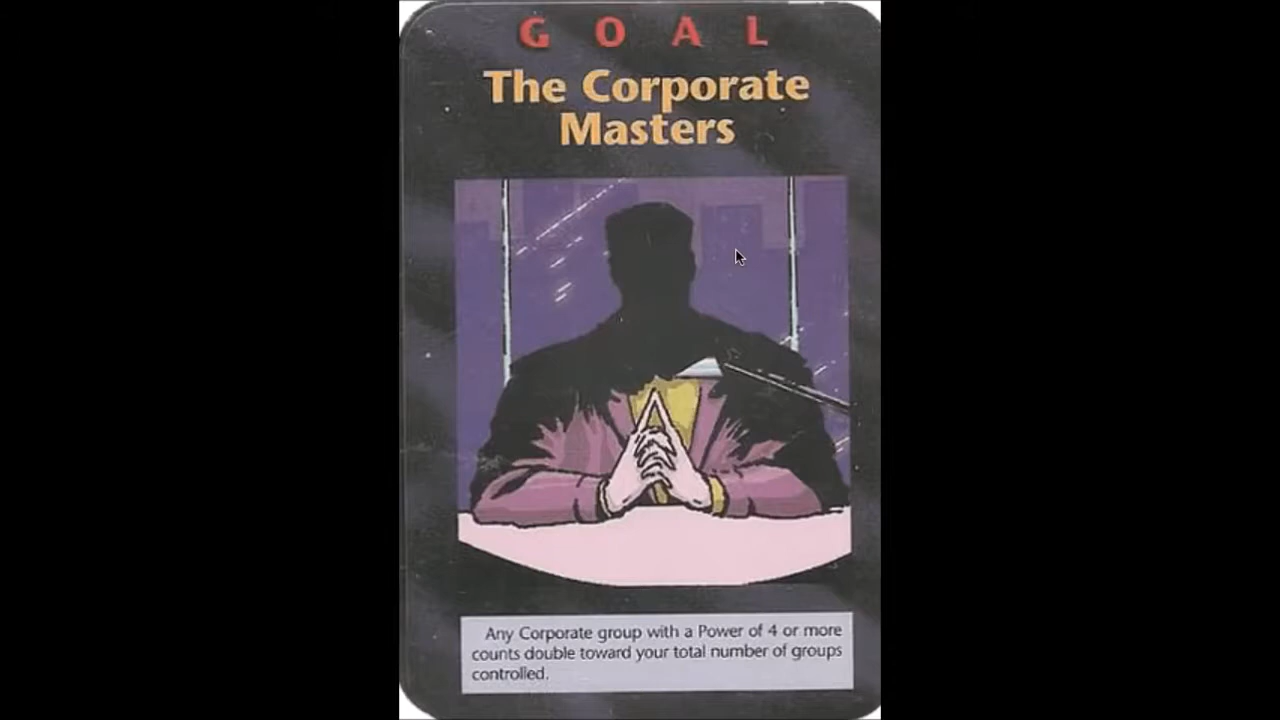 GOAL
The Corporate
Masters
Any Corporate group with a Power of 4 or more
counts double toward your total number of groups
controlled.